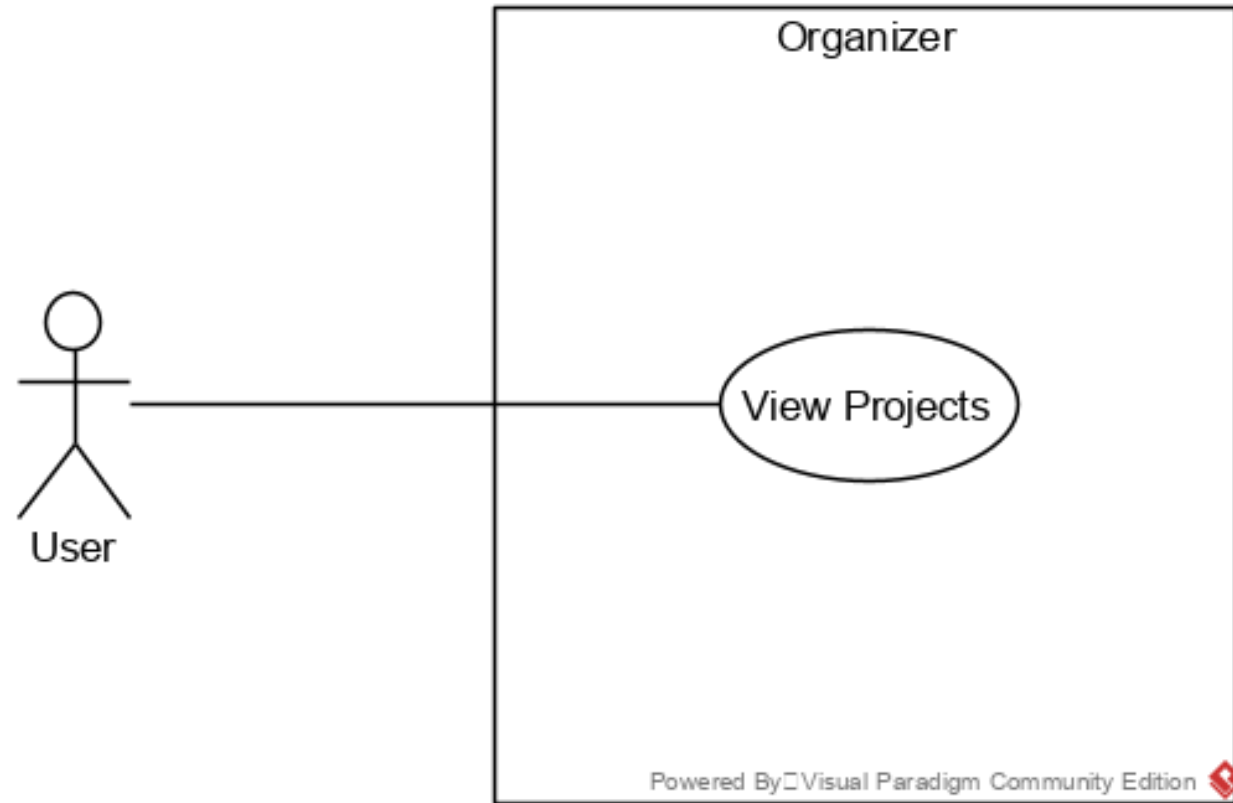 Organizer
View Projects
User
Powered By□Visual Paradigm Community Edition